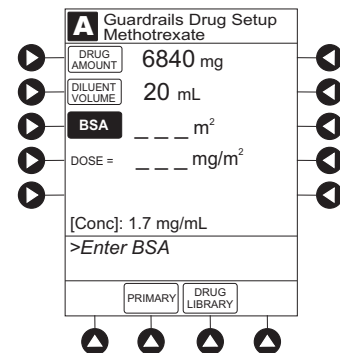 A Guardrails Drug Setup
Methotrexate
DRUG AMOUNT 6840 mg
DILUENT VOLUME 20 mL
BSA _ _ _ m²
DOSE = _ _ _ mg/m²
[Conc]: 1.7 mg/mL
>Enter BSA
PRIMARY DRUG LIBRARY